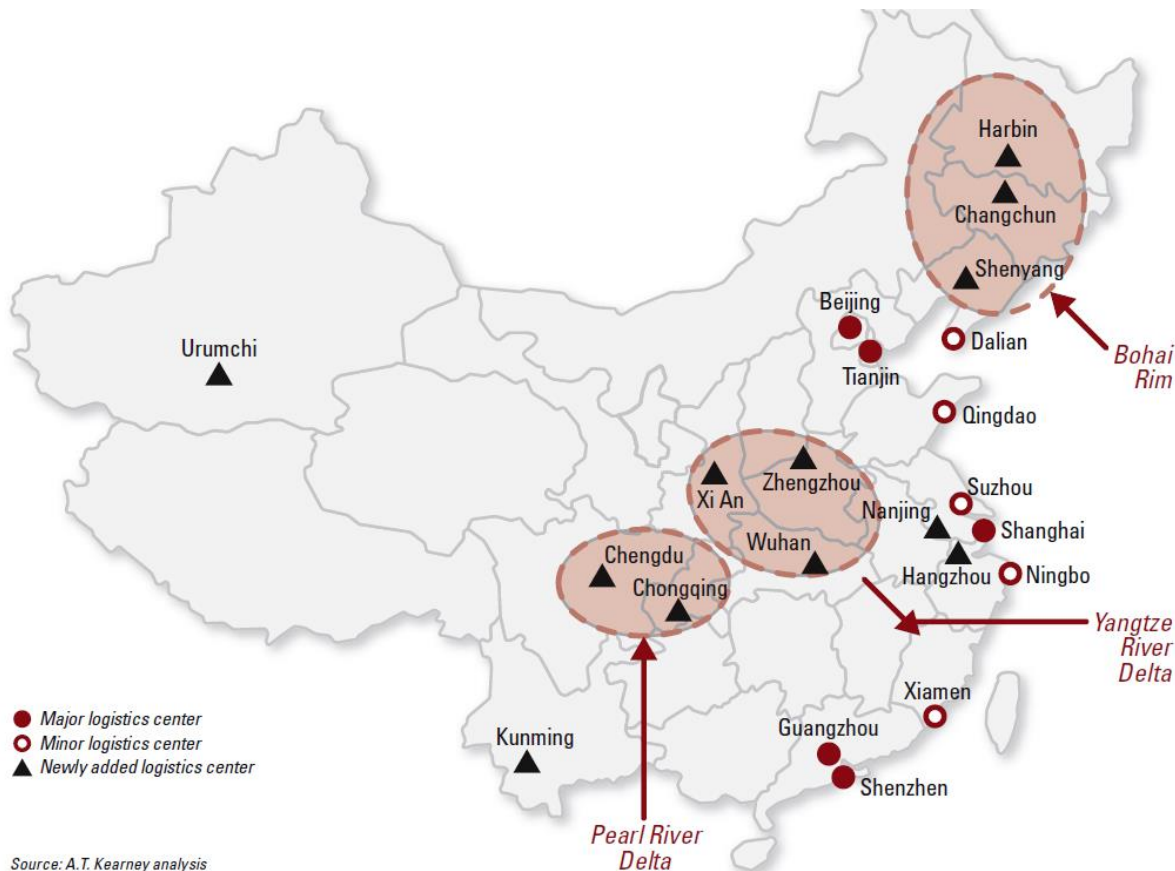 Harbin
Changchun
Shenyang
Beijing
Dalian
Bohai
Rim
Urumchi
Tianjin
Qingdao
Zhengzhou
Xi An
Suzhou
Nanjing
Shanghai
Wuhan
Chengdu
Hangzhou
Ningbo
Chongqing
Yangtze
River
Delta
Xiamen
Major logistics center
Minor logistics center
Newly added logistics center
Kunming
Guangzhou
Shenzhen
Pearl River
Delta
Source: A.T. Kearney analysis